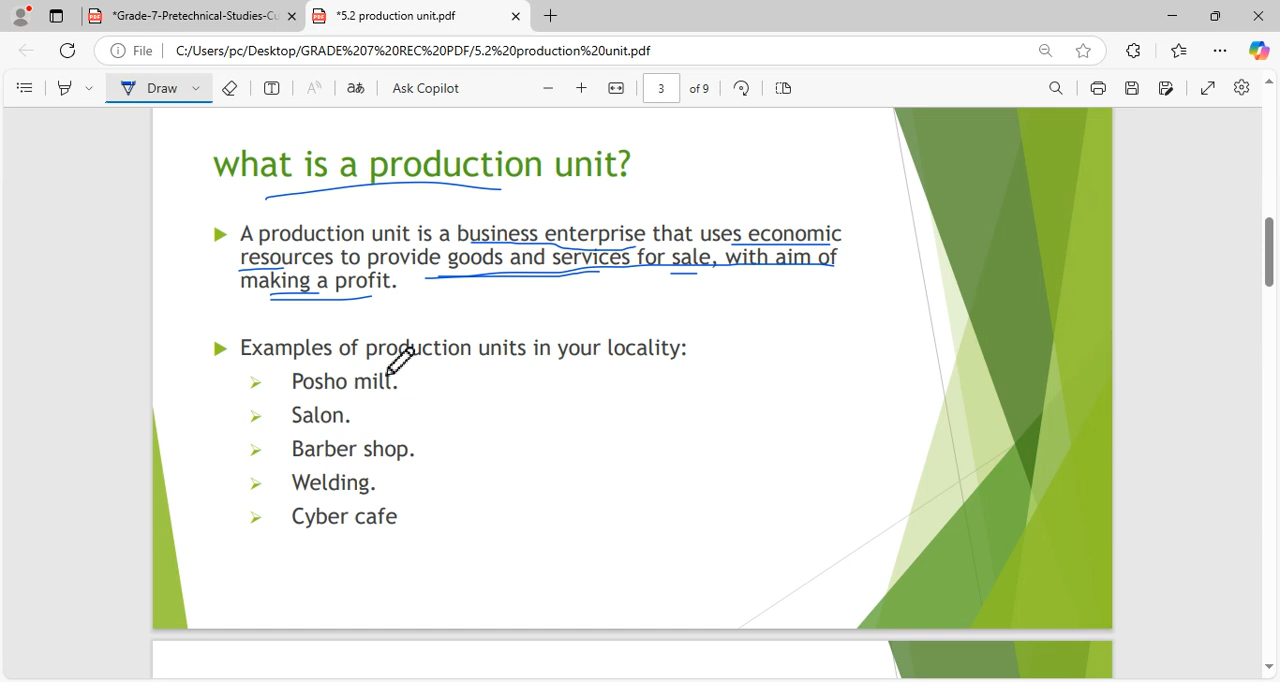 *Grade-7-Pretechnical-Studies-Cu
*5.2 production unit.pdf
File
C:/Users/pc/Desktop/GRADE%207%20REC%20PDF/5.2%20production%20unit.pdf
Draw
aあ
Ask Copilot
3 of 9
what is a production unit?
A production unit is a business enterprise that uses economic
resources to provide goods and services for sale, with aim of
making a profit.
Examples of production units in your locality:
Posho mill.
Salon.
Barber shop.
Welding.
Cyber cafe